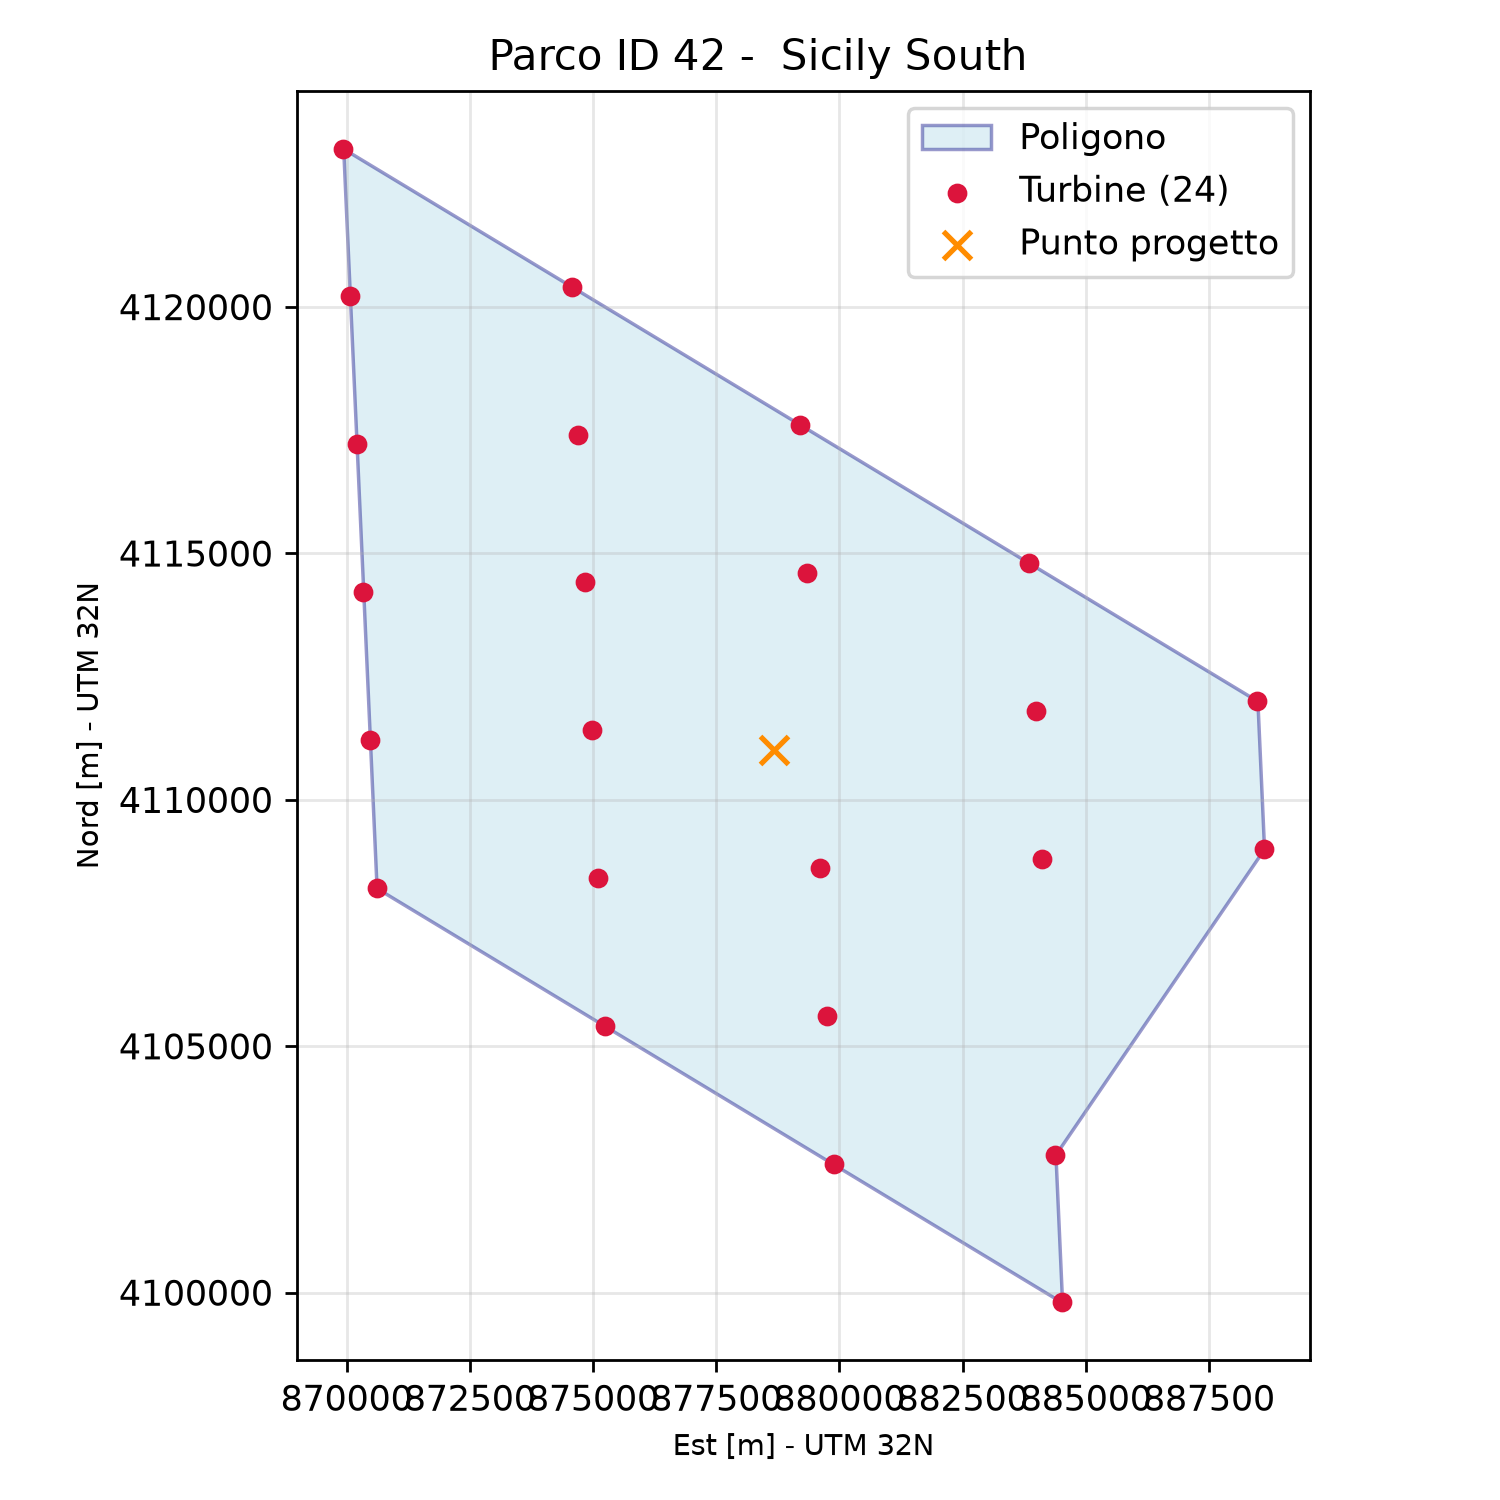 Parco ID 42 -  Sicily South
Poligono
Turbine (24)
Punto progetto
4120000
4115000
4110000
4105000
4100000
Nord [m] - UTM 32N
870000 872500 875000 877500 880000 882500 885000 887500
Est [m] - UTM 32N